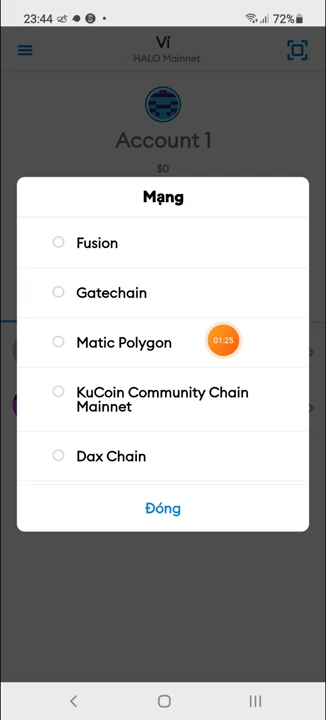 23:44
72%
Ví
HALO Mainnet
Account 1
$0
Mạng
Fusion
Gatechain
Matic Polygon
01:25
KuCoin Community Chain
Mainnet
Dax Chain
Đóng